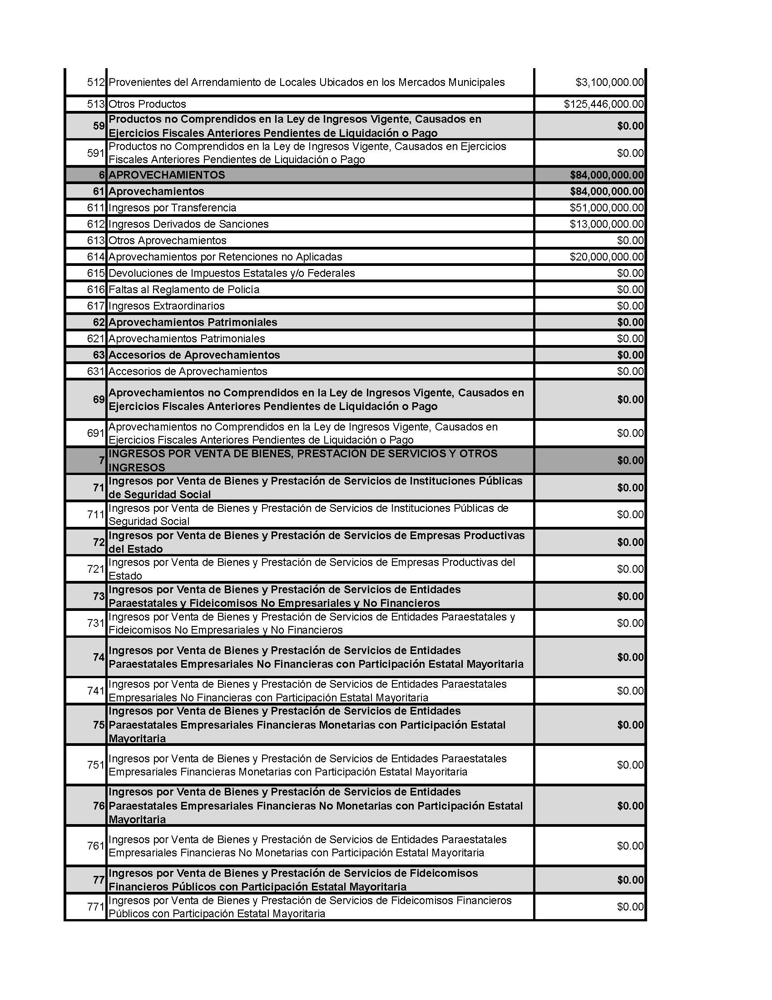 512 Provenientes del Arrendamiento de Locales Ubicados en los Mercados Municipales $3,100,000.00
513 Otros Productos $125,446,000.00
59 Productos no Comprendidos en la Ley de Ingresos Vigente, Causados en
Ejercicios Fiscales Anteriores Pendientes de Liquidación o Pago $0.00
591 Productos no Comprendidos en la Ley de Ingresos Vigente, Causados en Ejercicios
Fiscales Anteriores Pendientes de Liquidación o Pago $0.00
6 APROVECHAMIENTOS $84,000,000.00
61 Aprovechamientos $84,000,000.00
611 Ingresos por Transferencia $51,000,000.00
612 Ingresos Derivados de Sanciones $13,000,000.00
613 Otros Aprovechamientos $0.00
614 Aprovechamientos por Retenciones no Aplicadas $20,000,000.00
615 Devoluciones de Impuestos Estatales y/o Federales $0.00
616 Faltas al Reglamento de Policía $0.00
617 Ingresos Extraordinarios $0.00
62 Aprovechamientos Patrimoniales $0.00
621 Aprovechamientos Patrimoniales $0.00
63 Accesorios de Aprovechamientos $0.00
631 Accesorios de Aprovechamientos $0.00
69 Aprovechamientos no Comprendidos en la Ley de Ingresos Vigente, Causados en
Ejercicios Fiscales Anteriores Pendientes de Liquidación o Pago $0.00
691 Aprovechamientos no Comprendidos en la Ley de Ingresos Vigente, Causados en
Ejercicios Fiscales Anteriores Pendientes de Liquidación o Pago $0.00
7 INGRESOS POR VENTA DE BIENES, PRESTACIÓN DE SERVICIOS Y OTROS
INGRESOS $0.00
71 Ingresos por Venta de Bienes y Prestación de Servicios de Instituciones Públicas
de Seguridad Social $0.00
711 Ingresos por Venta de Bienes y Prestación de Servicios de Instituciones Públicas de
Seguridad Social $0.00
72 Ingresos por Venta de Bienes y Prestación de Servicios de Empresas Productivas
del Estado $0.00
721 Ingresos por Venta de Bienes y Prestación de Servicios de Empresas Productivas del
Estado $0.00
73 Ingresos por Venta de Bienes y Prestación de Servicios de Entidades
Paraestatales y Fideicomisos No Empresariales y No Financieros $0.00
731 Ingresos por Venta de Bienes y Prestación de Servicios de Entidades Paraestatales y
Fideicomisos No Empresariales y No Financieros $0.00
74 Ingresos por Venta de Bienes y Prestación de Servicios de Entidades
Paraestatales Empresariales No Financieras con Participación Estatal Mayoritaria $0.00
741 Ingresos por Venta de Bienes y Prestación de Servicios de Entidades Paraestatales
Empresariales No Financieras con Participación Estatal Mayoritaria $0.00
75 Ingresos por Venta de Bienes y Prestación de Servicios de Entidades
Paraestatales Empresariales Financieras Monetarias con Participación Estatal
Mayoritaria $0.00
751 Ingresos por Venta de Bienes y Prestación de Servicios de Entidades Paraestatales
Empresariales Financieras Monetarias con Participación Estatal Mayoritaria $0.00
76 Ingresos por Venta de Bienes y Prestación de Servicios de Entidades
Paraestatales Empresariales Financieras No Monetarias con Participación Estatal
Mayoritaria $0.00
761 Ingresos por Venta de Bienes y Prestación de Servicios de Entidades Paraestatales
Empresariales Financieras No Monetarias con Participación Estatal Mayoritaria $0.00
77 Ingresos por Venta de Bienes y Prestación de Servicios de Fideicomisos
Financieros Públicos con Participación Estatal Mayoritaria $0.00
771 Ingresos por Venta de Bienes y Prestación de Servicios de Fideicomisos Financieros
Públicos con Participación Estatal Mayoritaria $0.00